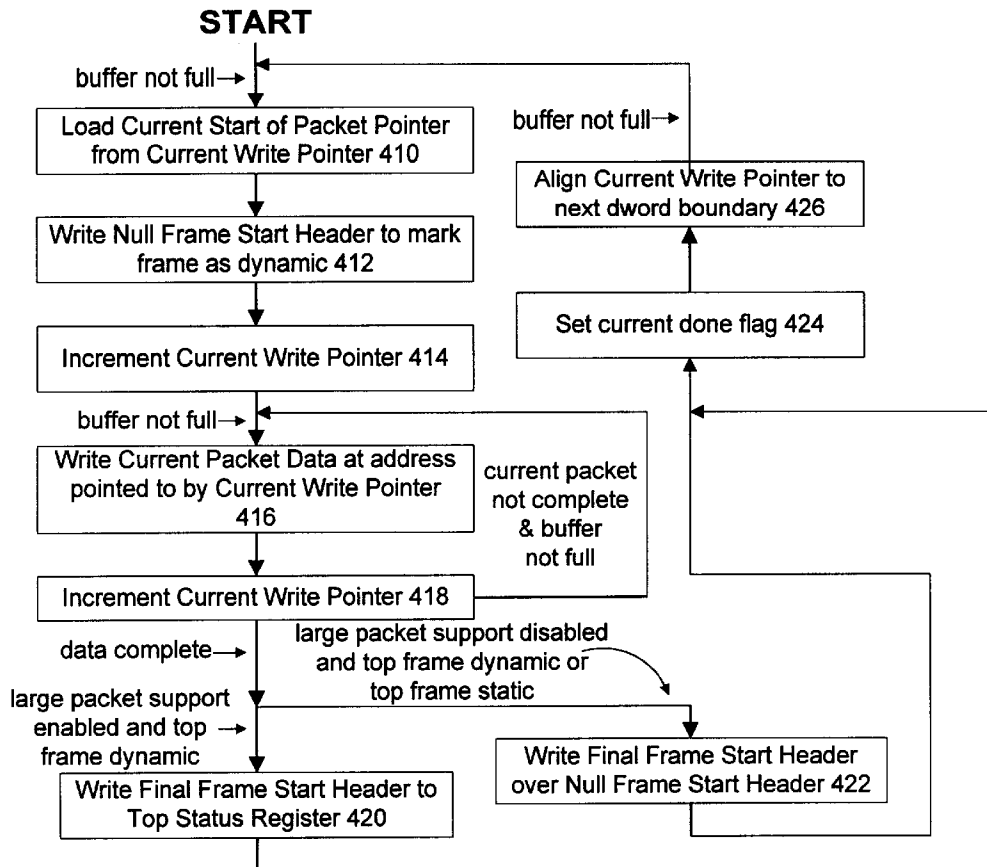 START
buffer not full
Load Current Start of Packet Pointer
from Current Write Pointer 410
Write Null Frame Start Header to mark
frame as dynamic 412
Increment Current Write Pointer 414
buffer not full
Write Current Packet Data at address
pointed to by Current Write Pointer
416
current packet
not complete
& buffer
not full
Increment Current Write Pointer 418
data complete
large packet support disabled
and top frame dynamic or
top frame static
large packet support
enabled and top
frame dynamic
Write Final Frame Start Header to
Top Status Register 420
Write Final Frame Start Header
over Null Frame Start Header 422
Set current done flag 424
Align Current Write Pointer to
next dword boundary 426
buffer not full